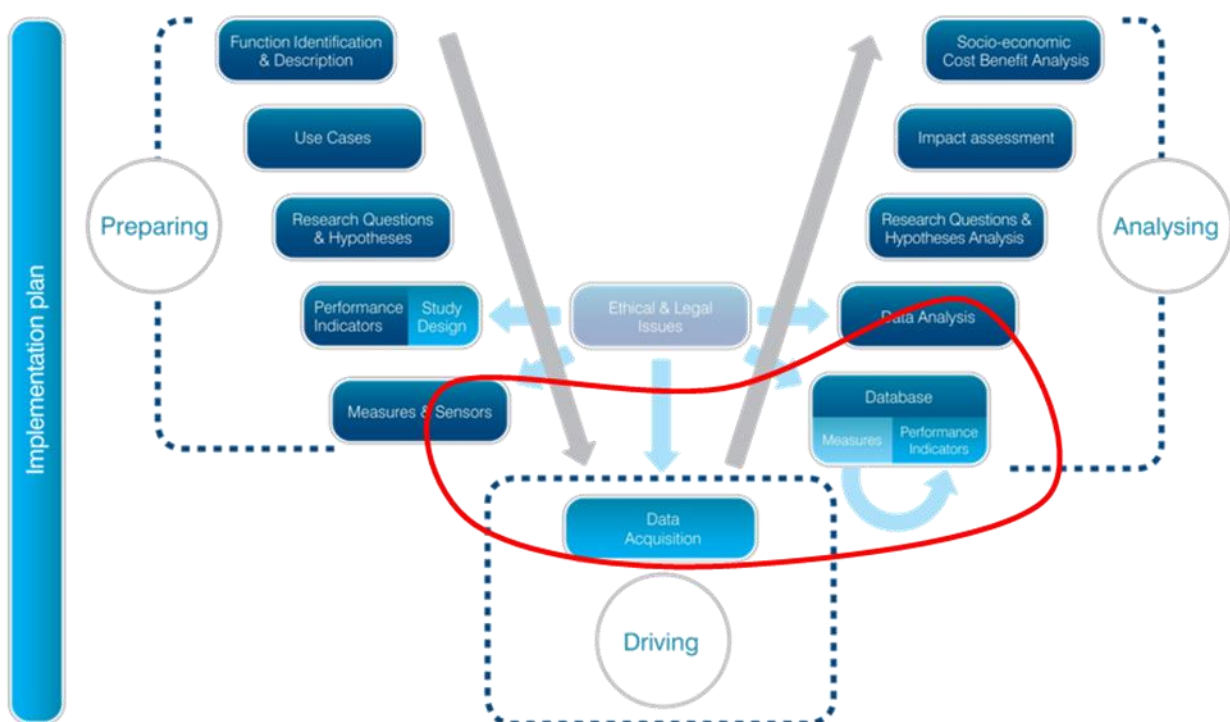 Implementation plan
Preparing
Function Identification
& Description
Use Cases
Research Questions
& Hypotheses
Performance
Indicators
Study
Design
Measures & Sensors
Ethical & Legal
Issues
Data
Acquisition
Driving
Socio-economic
Cost Benefit Analysis
Impact assessment
Research Questions &
Hypotheses Analysis
Data Analysis
Database
Measures
Performance
Indicators
Analysing